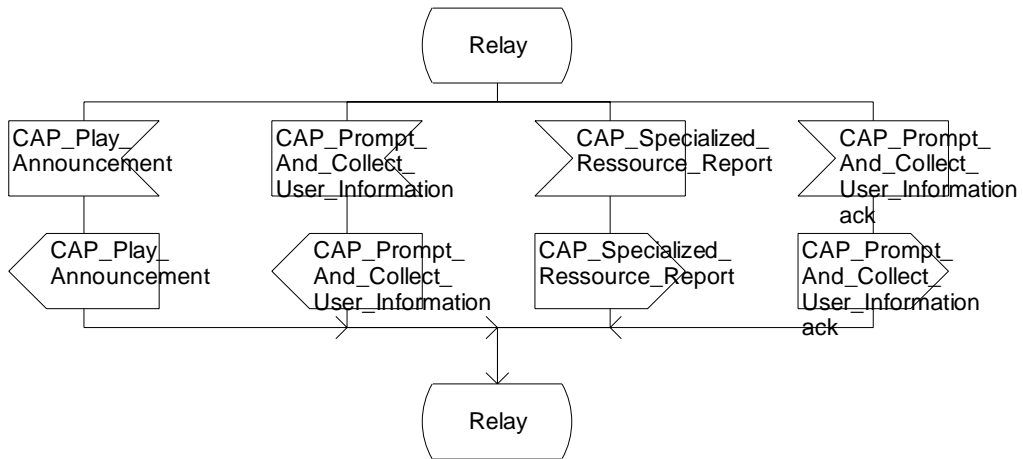 Relay
CAP_Play_
Announcement
CAP_Prompt_
And_Collect_
User_Information
CAP_Specialized_
Ressource_Report
CAP_Prompt_
And_Collect_
User_Information
ack
CAP_Play_
Announcement
CAP_Prompt_
And_Collect_
User_Information
CAP_Specialized_
Ressource_Report
CAP_Prompt_
And_Collect_
User_Information
ack
Relay